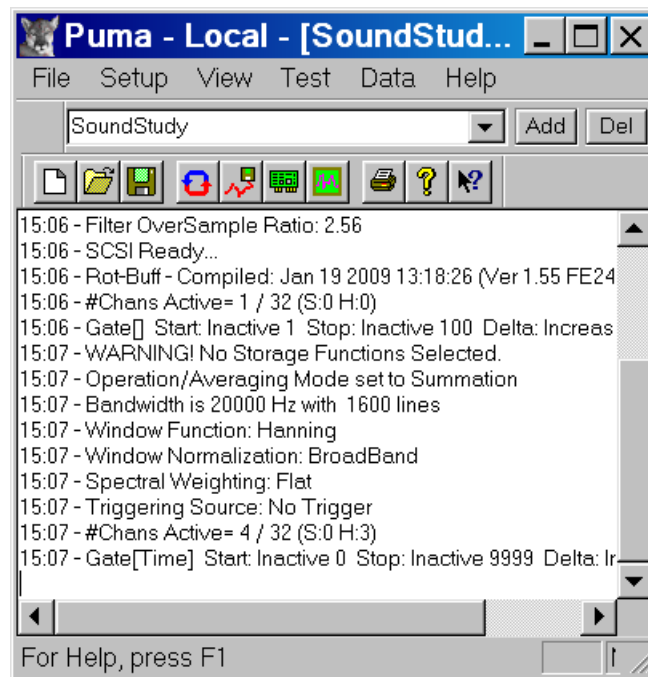 Puma - Local - [SoundStud...
File Setup View Test Data Help
SoundStudy Add Del
15:06 - Filter OverSample Ratio: 2.56
15:06 - SCSI Ready...
15:06 - Rot-Buff - Compiled: Jan 19 2009 13:18:26 (Ver 1.55 FE24
15:06 - #Chans Active= 1 / 32 (S:0 H:0)
15:06 - Gate[] Start: Inactive 1 Stop: Inactive 100 Delta: Increas
15:07 - WARNING! No Storage Functions Selected.
15:07 - Operation/Averaging Mode set to Summation
15:07 - Bandwidth is 20000 Hz with 1600 lines
15:07 - Window Function: Hanning
15:07 - Window Normalization: BroadBand
15:07 - Spectral Weighting: Flat
15:07 - Triggering Source: No Trigger
15:07 - #Chans Active= 4 / 32 (S:0 H:3)
15:07 - Gate[Time] Start: Inactive 0 Stop: Inactive 9999 Delta: Ir
For Help, press F1